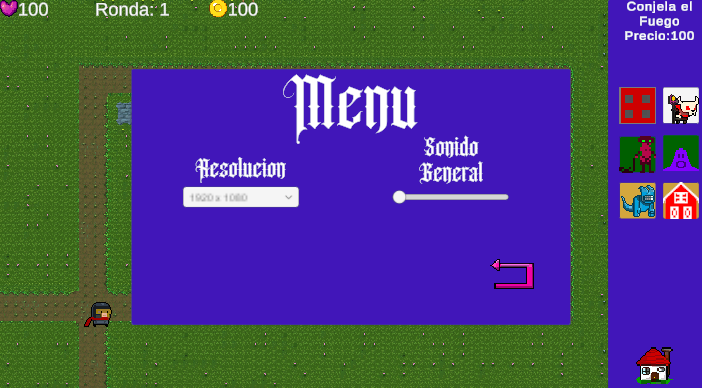 100
Ronda: 1
100
Conjela el
Fuego
Precio:100
Menu
Sonido
General
Resolucion
1920 x 1080